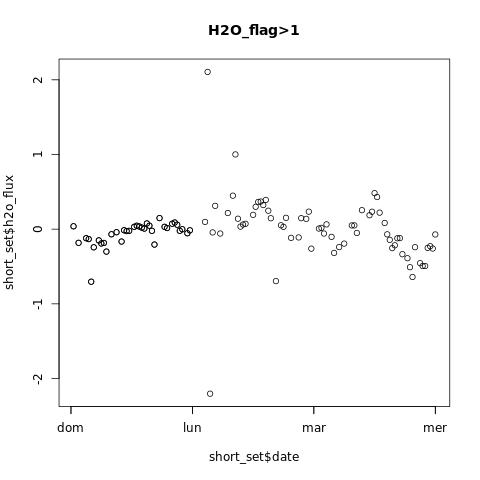 H2O_flag>1
short_set$h2o_flux
2
1
0
-1
-2
dom
lun
mar
mer
short_set$date